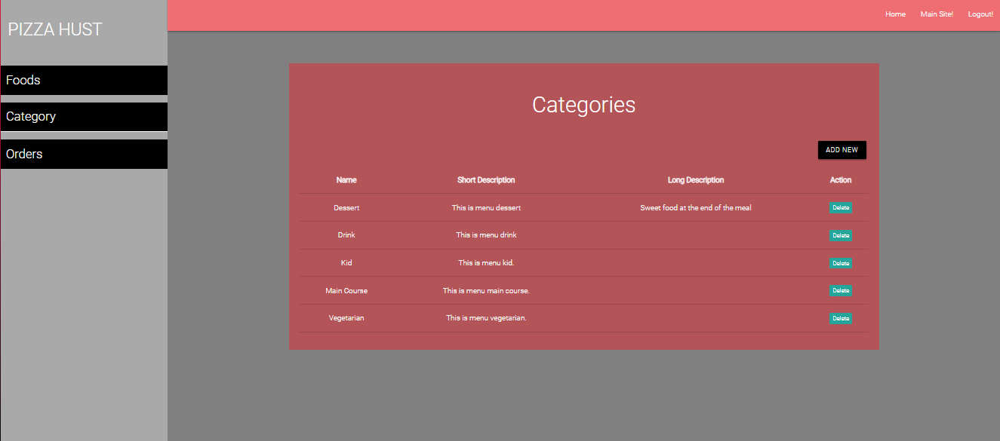 PIZZA HUST
Home Main Site! Logout!
Foods
Category
Orders
Categories
ADD NEW
Name Short Description Long Description Action
Dessert This is menu dessert Sweet food at the end of the meal Delete
Drink This is menu drink Delete
Kid This is menu kid. Delete
Main Course This is menu main course. Delete
Vegetarian This is menu vegetarian. Delete